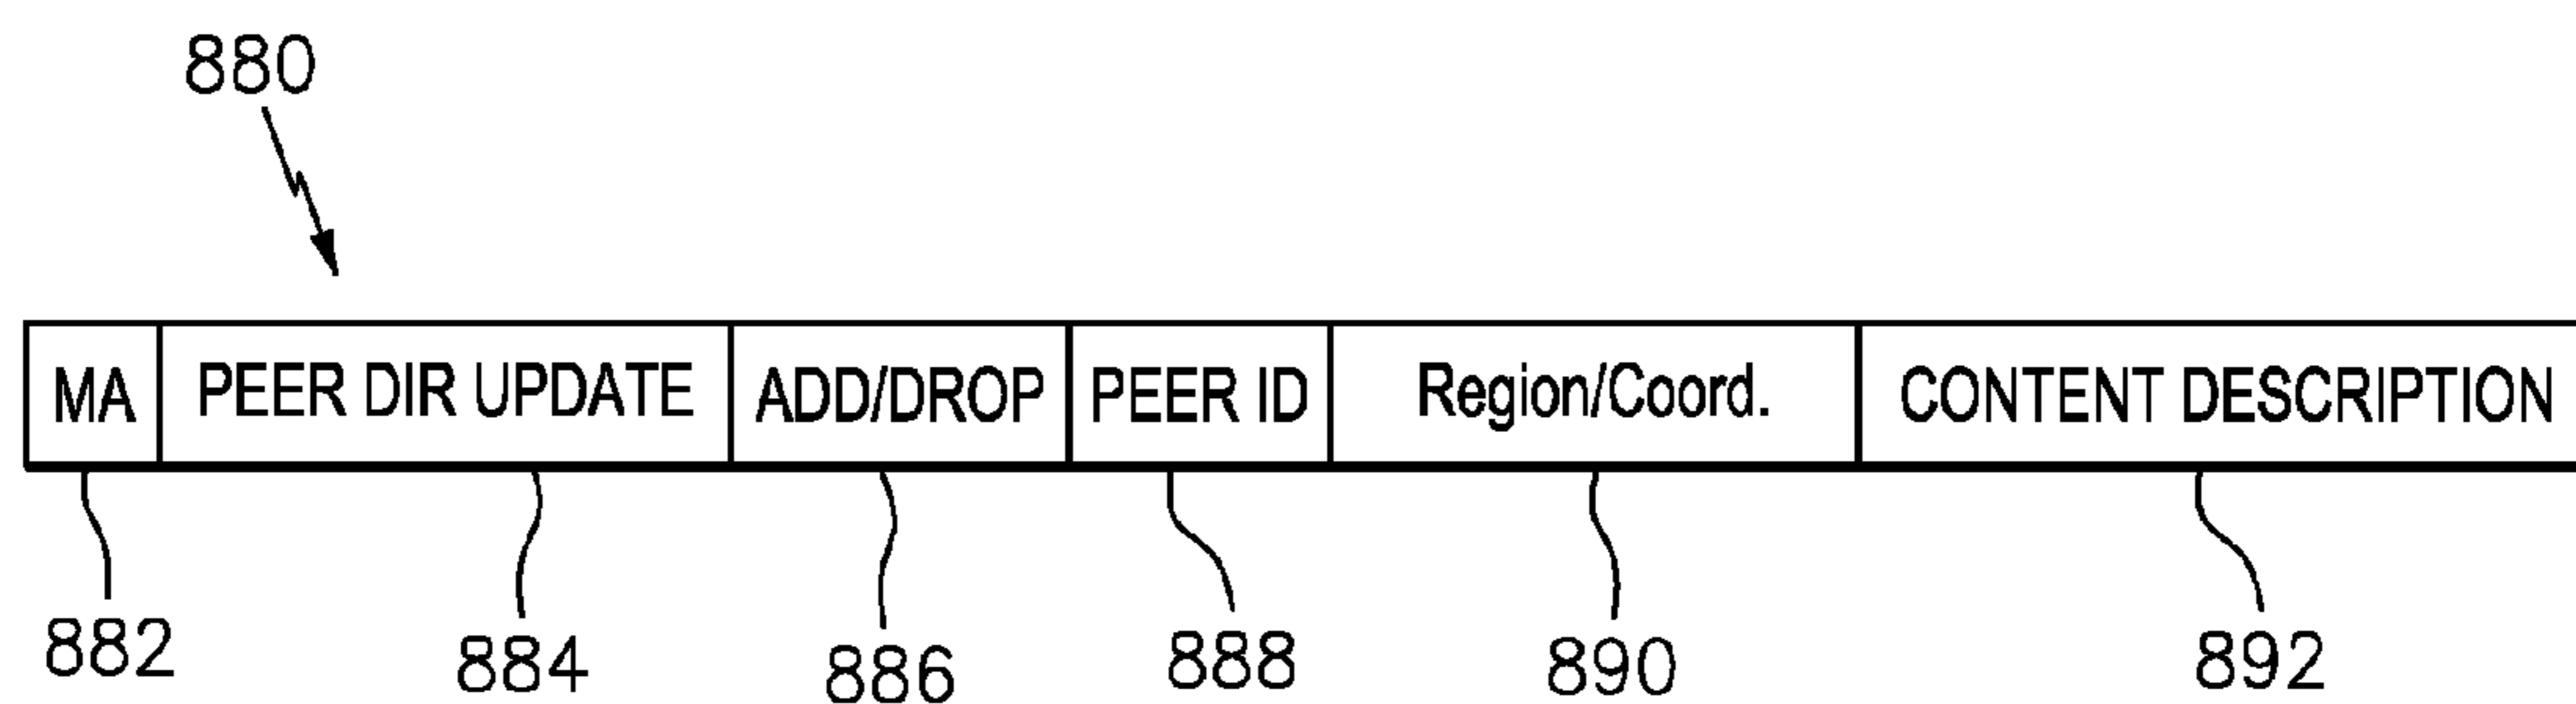 880
MA PEER DIR UPDATE ADD/DROP PEER ID Region/Coord. CONTENT DESCRIPTION
882 884 886 888 890 892